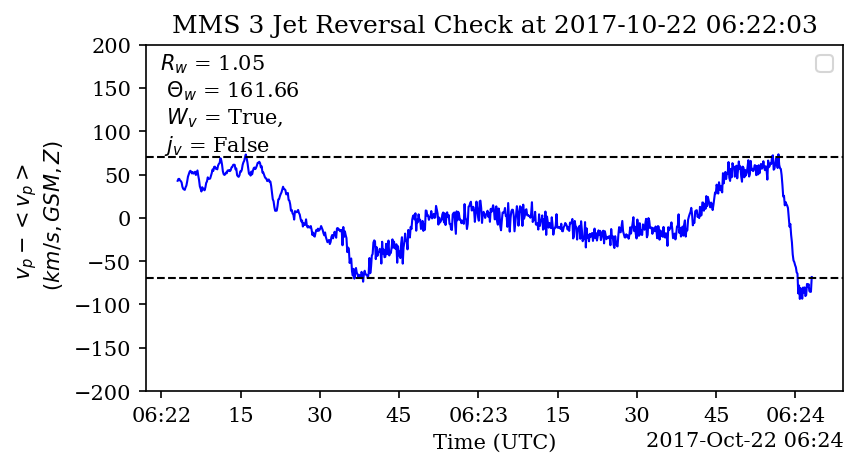 MMS 3 Jet Reversal Check at 2017-10-22 06:22:03
200
150
100
50
0
−50
−100
−150
−200
v_p − < v_p >
(km/s, GSM, Z)
R_w = 1.05
Θ_w = 161.66
W_v = True,
j_v = False
06:22 15 30 45 06:23 15 30 45 06:24
Time (UTC)
2017-Oct-22 06:24